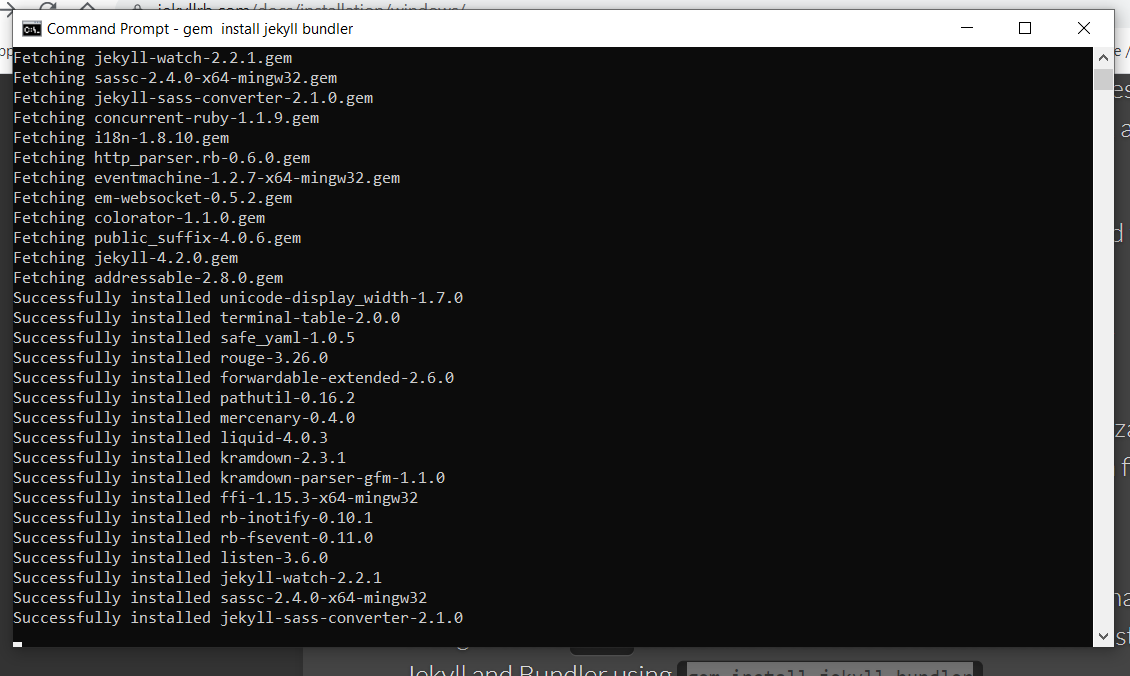 jekyllrb.com/docs/installation/windows/
Command Prompt - gem  install jekyll bundler
Fetching jekyll-watch-2.2.1.gem
Fetching sassc-2.4.0-x64-mingw32.gem
Fetching jekyll-sass-converter-2.1.0.gem
Fetching concurrent-ruby-1.1.9.gem
Fetching i18n-1.8.10.gem
Fetching http_parser.rb-0.6.0.gem
Fetching eventmachine-1.2.7-x64-mingw32.gem
Fetching em-websocket-0.5.2.gem
Fetching colorator-1.1.0.gem
Fetching public_suffix-4.0.6.gem
Fetching jekyll-4.2.0.gem
Fetching addressable-2.8.0.gem
Successfully installed unicode-display_width-1.7.0
Successfully installed terminal-table-2.0.0
Successfully installed safe_yaml-1.0.5
Successfully installed rouge-3.26.0
Successfully installed forwardable-extended-2.6.0
Successfully installed pathutil-0.16.2
Successfully installed mercenary-0.4.0
Successfully installed liquid-4.0.3
Successfully installed kramdown-2.3.1
Successfully installed kramdown-parser-gfm-1.1.0
Successfully installed ffi-1.15.3-x64-mingw32
Successfully installed rb-inotify-0.10.1
Successfully installed rb-fsevent-0.11.0
Successfully installed listen-3.6.0
Successfully installed jekyll-watch-2.2.1
Successfully installed sassc-2.4.0-x64-mingw32
Successfully installed jekyll-sass-converter-2.1.0
Jekyll and Bundler using gem install jekyll bundler